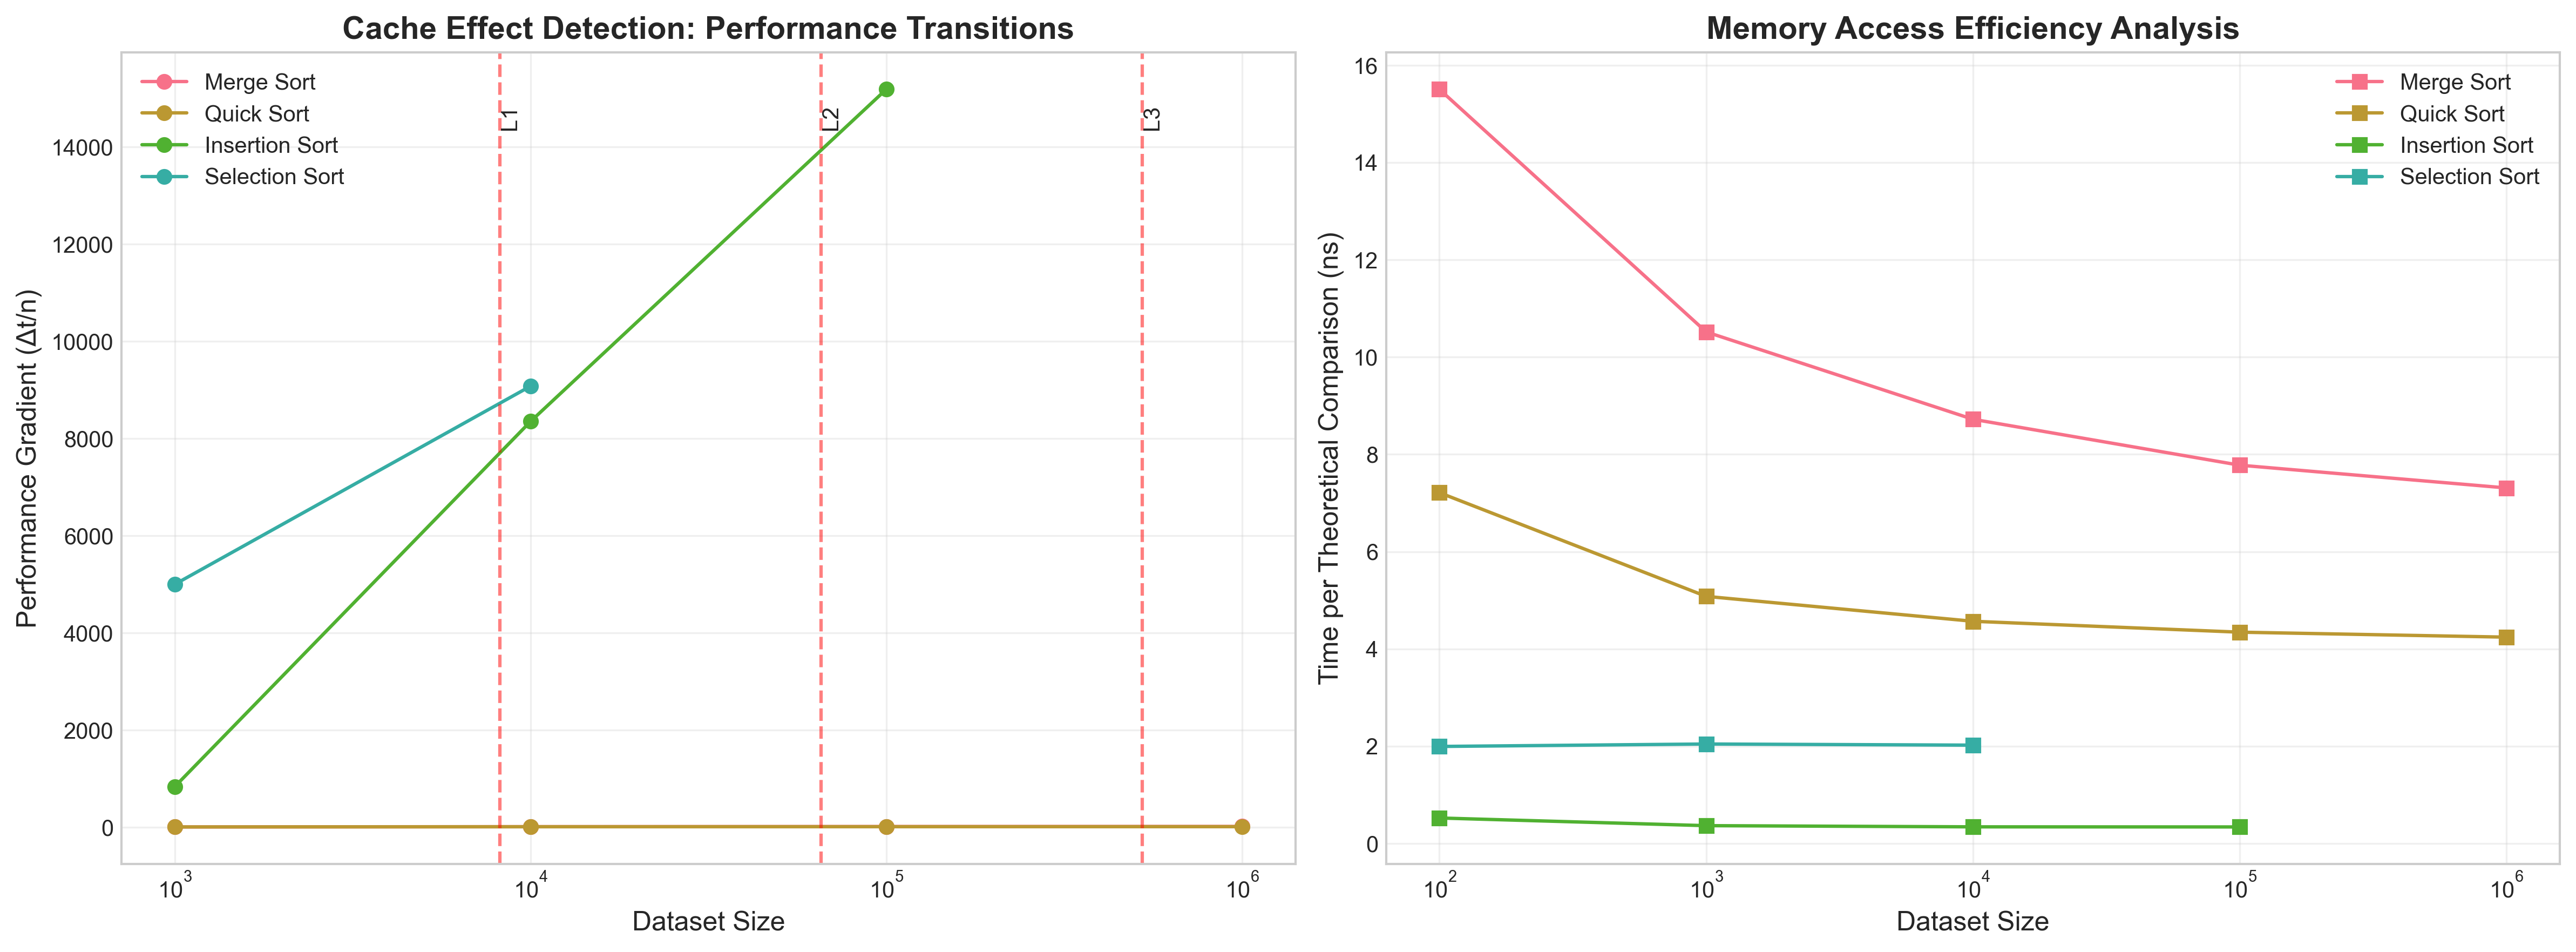 Cache Effect Detection: Performance Transitions
Merge Sort
Quick Sort
Insertion Sort
Selection Sort
L1
L2
L3
Performance Gradient (Δt/n)
14000
12000
10000
8000
6000
4000
2000
0
10³
10⁴
10⁵
10⁶
Dataset Size
Memory Access Efficiency Analysis
Merge Sort
Quick Sort
Insertion Sort
Selection Sort
Time per Theoretical Comparison (ns)
16
14
12
10
8
6
4
2
0
10²
10³
10⁴
10⁵
10⁶
Dataset Size